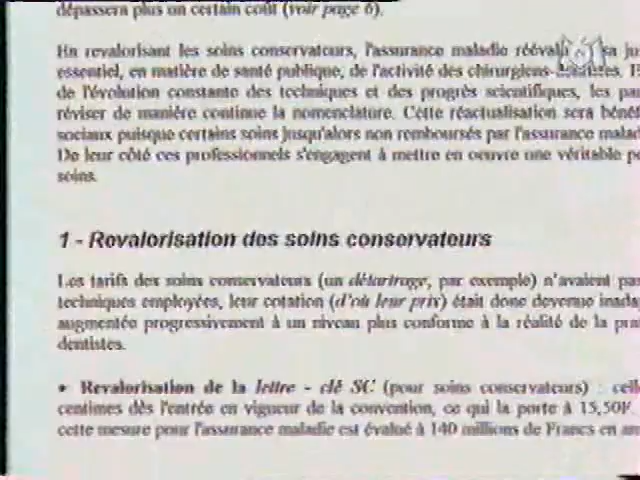 dépassera plus un certain coût (voir page 6).
En revalorisant les soins conservateurs, l'assurance maladie réévalue sa ju
essentiel, en matière de santé publique, de l'activité des chirurgiens-dentistes.
de l'évolution constante des techniques et des progrès scientifiques, les par
réviser de manière continue la nomenclature. Cette réactualisation sera bénéf
sociaux puisque certains soins jusqu'alors non remboursés par l'assurance malad
De leur côté ces professionnels s'engagent à mettre en oeuvre une véritable po
soins.
1 - Revalorisation des soins conservateurs
Les tarifs des soins conservateurs (un détartrage, par exemple) n'avaient pas
techniques employées, leur cotation (d'où leur prix) était donc devenue inada
augmentée progressivement à un niveau plus conforme à la réalité de la pra
dentistes.
• Revalorisation de la lettre - clé SC (pour soins conservateurs) : celle
centimes dès l'entrée en vigueur de la convention, ce qui la porte à 15,50F.
cette mesure pour l'assurance maladie est évalué à 140 millions de Francs en an